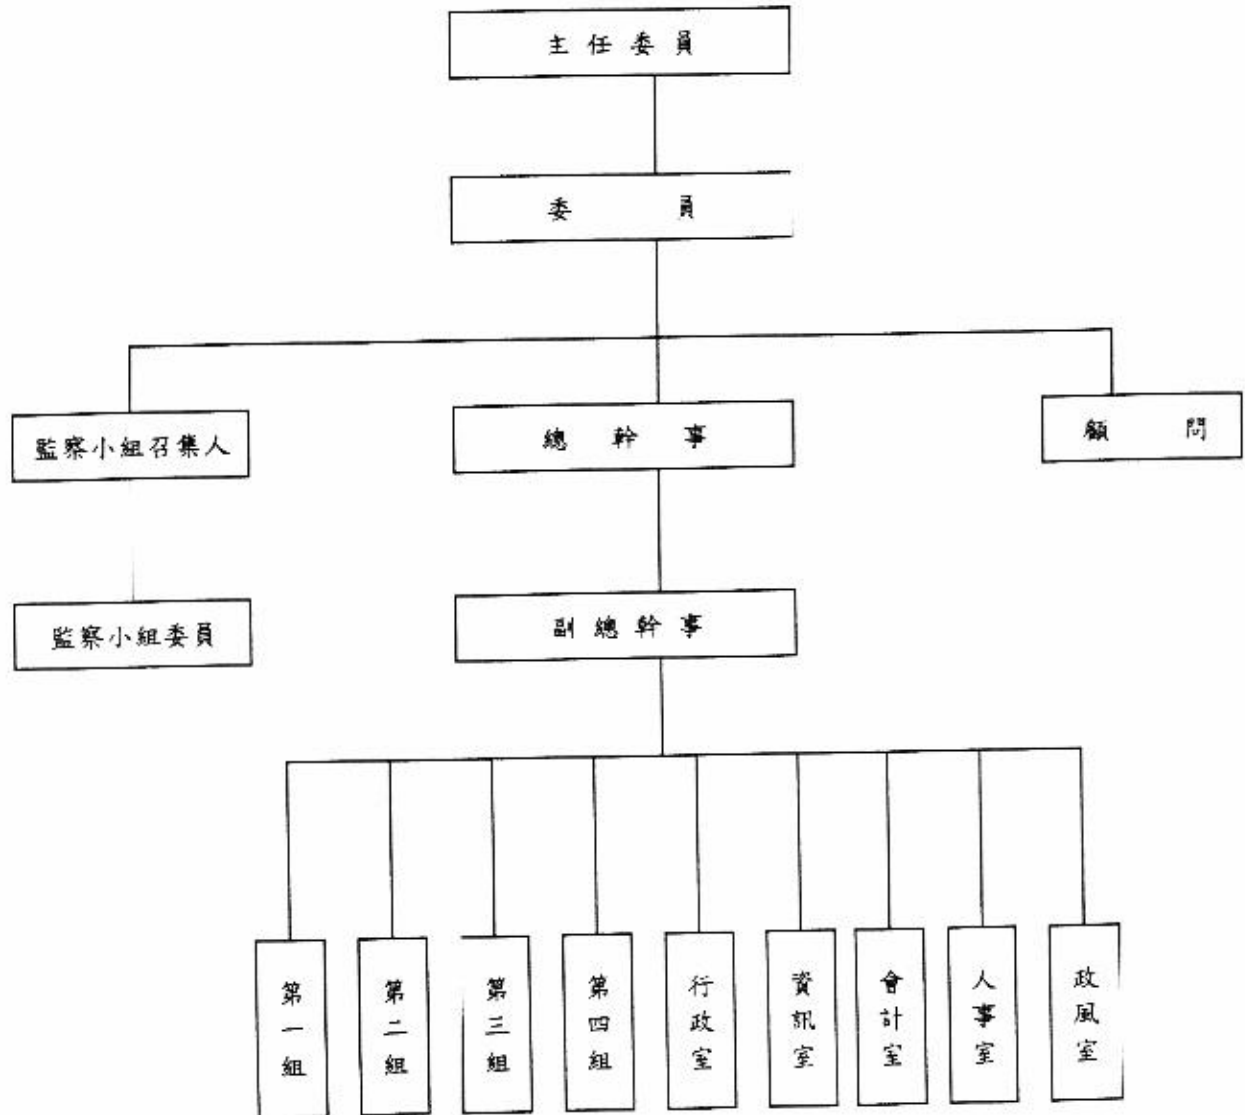 主任委員
委員
監察小組召集人
總幹事
顧問
監察小組委員
副總幹事
第一組
第二組
第三組
第四組
行政室
資訊室
會計室
人事室
政風室